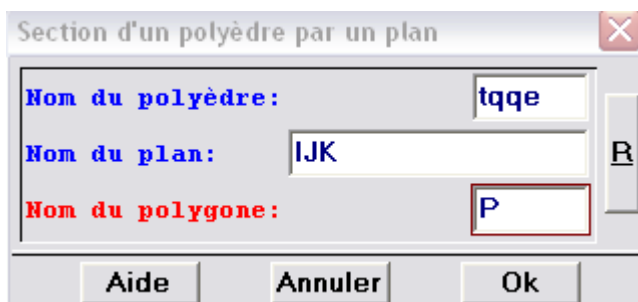 Section d'un polyèdre par un plan
Nom du polyèdre: tqqe
Nom du plan: IJK
R
Nom du polygone: P
Aide Annuler Ok